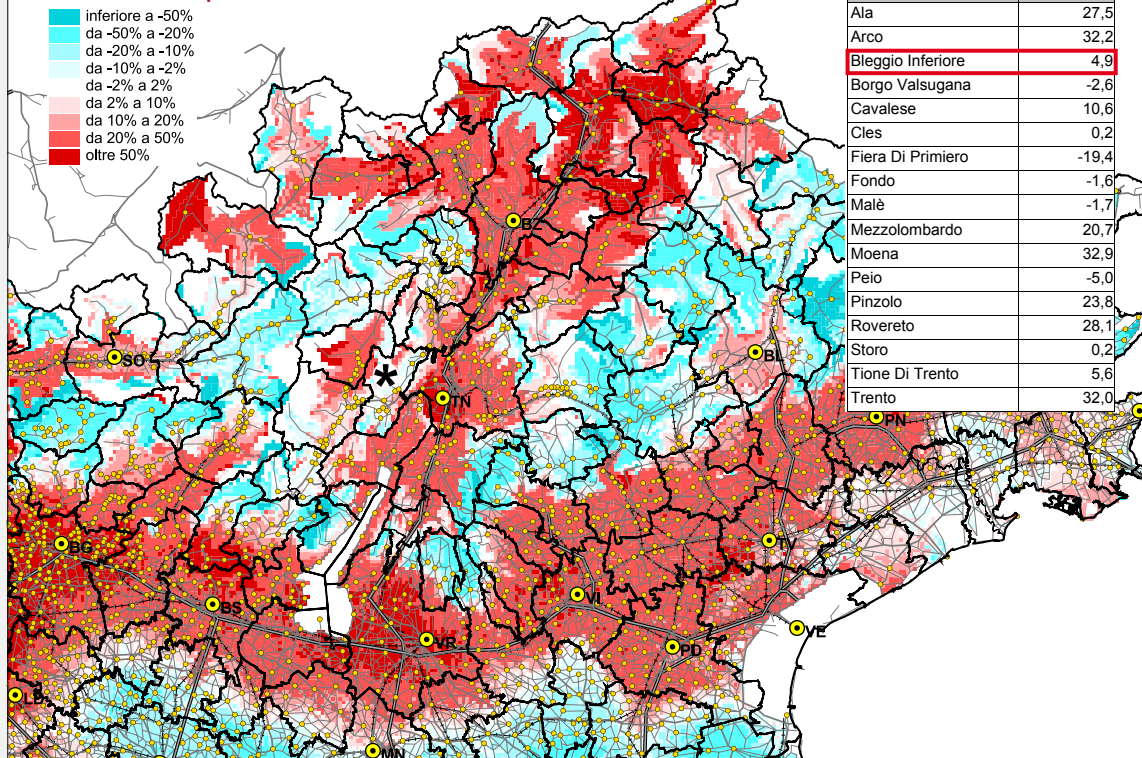 inferiore a -50%
da -50% a -20%
da -20% a -10%
da -10% a -2%
da -2% a 2%
da 2% a 10%
da 10% a 20%
da 20% a 50%
oltre 50%
Ala 27,5
Arco 32,2
Bleggio Inferiore 4,9
Borgo Valsugana -2,6
Cavalese 10,6
Cles 0,2
Fiera Di Primiero -19,4
Fondo -1,6
Malè -1,7
Mezzolombardo 20,7
Moena 32,9
Peio -5,0
Pinzolo 23,8
Rovereto 28,1
Storo 0,2
Tione Di Trento 5,6
Trento 32,0
BZ
SO
BL
*
TN
PN
BG
TV
VI
BS
VE
VR
PD
LD
MN